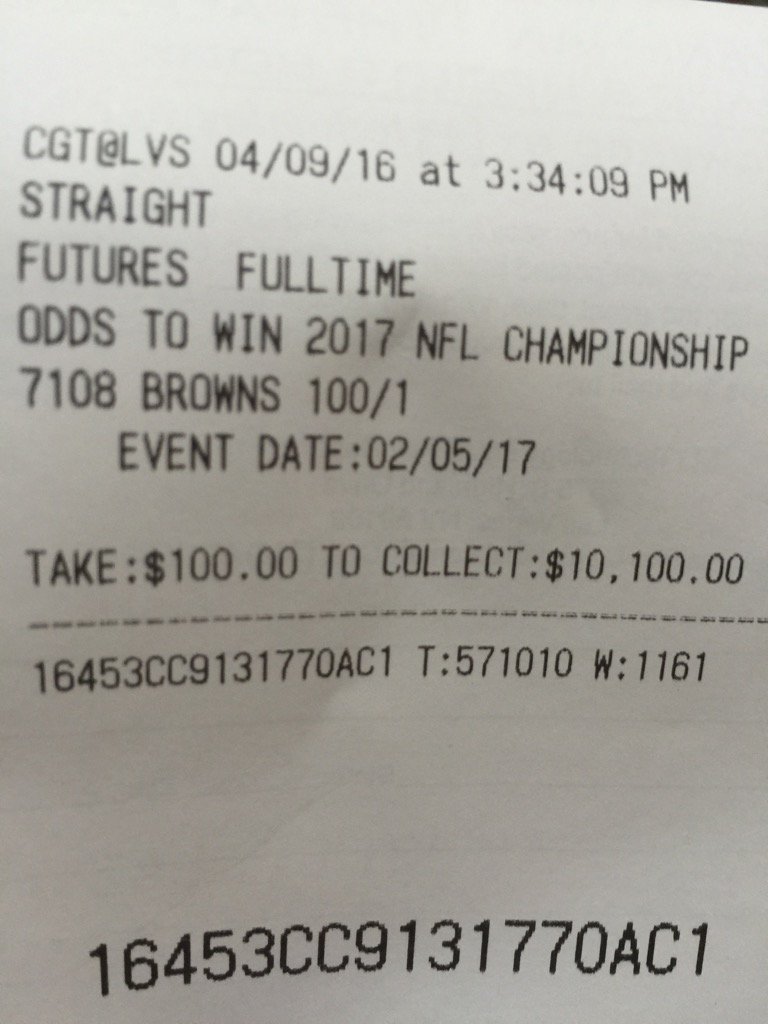 CGT@LVS 04/09/16 at 3:34:09 PM
STRAIGHT
FUTURES FULLTIME
ODDS TO WIN 2017 NFL CHAMPIONSHIP
7108 BROWNS 100/1
EVENT DATE:02/05/17
TAKE:$100.00 TO COLLECT:$10,100.00
16453CC9131770AC1 T:571010 W:1161
16453CC9131770AC1